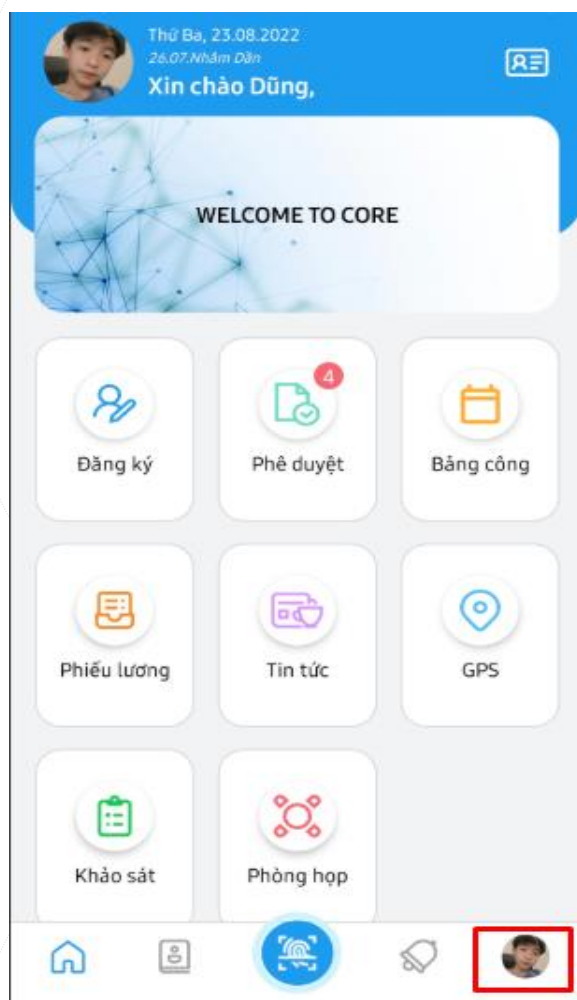 Thứ Ba, 23.08.2022
26.07.Nhâm Dần
Xin chào Dũng,
WELCOME TO CORE
4
Đăng ký
Phê duyệt
Bảng công
Phiếu lương
Tin tức
GPS
Khảo sát
Phòng họp